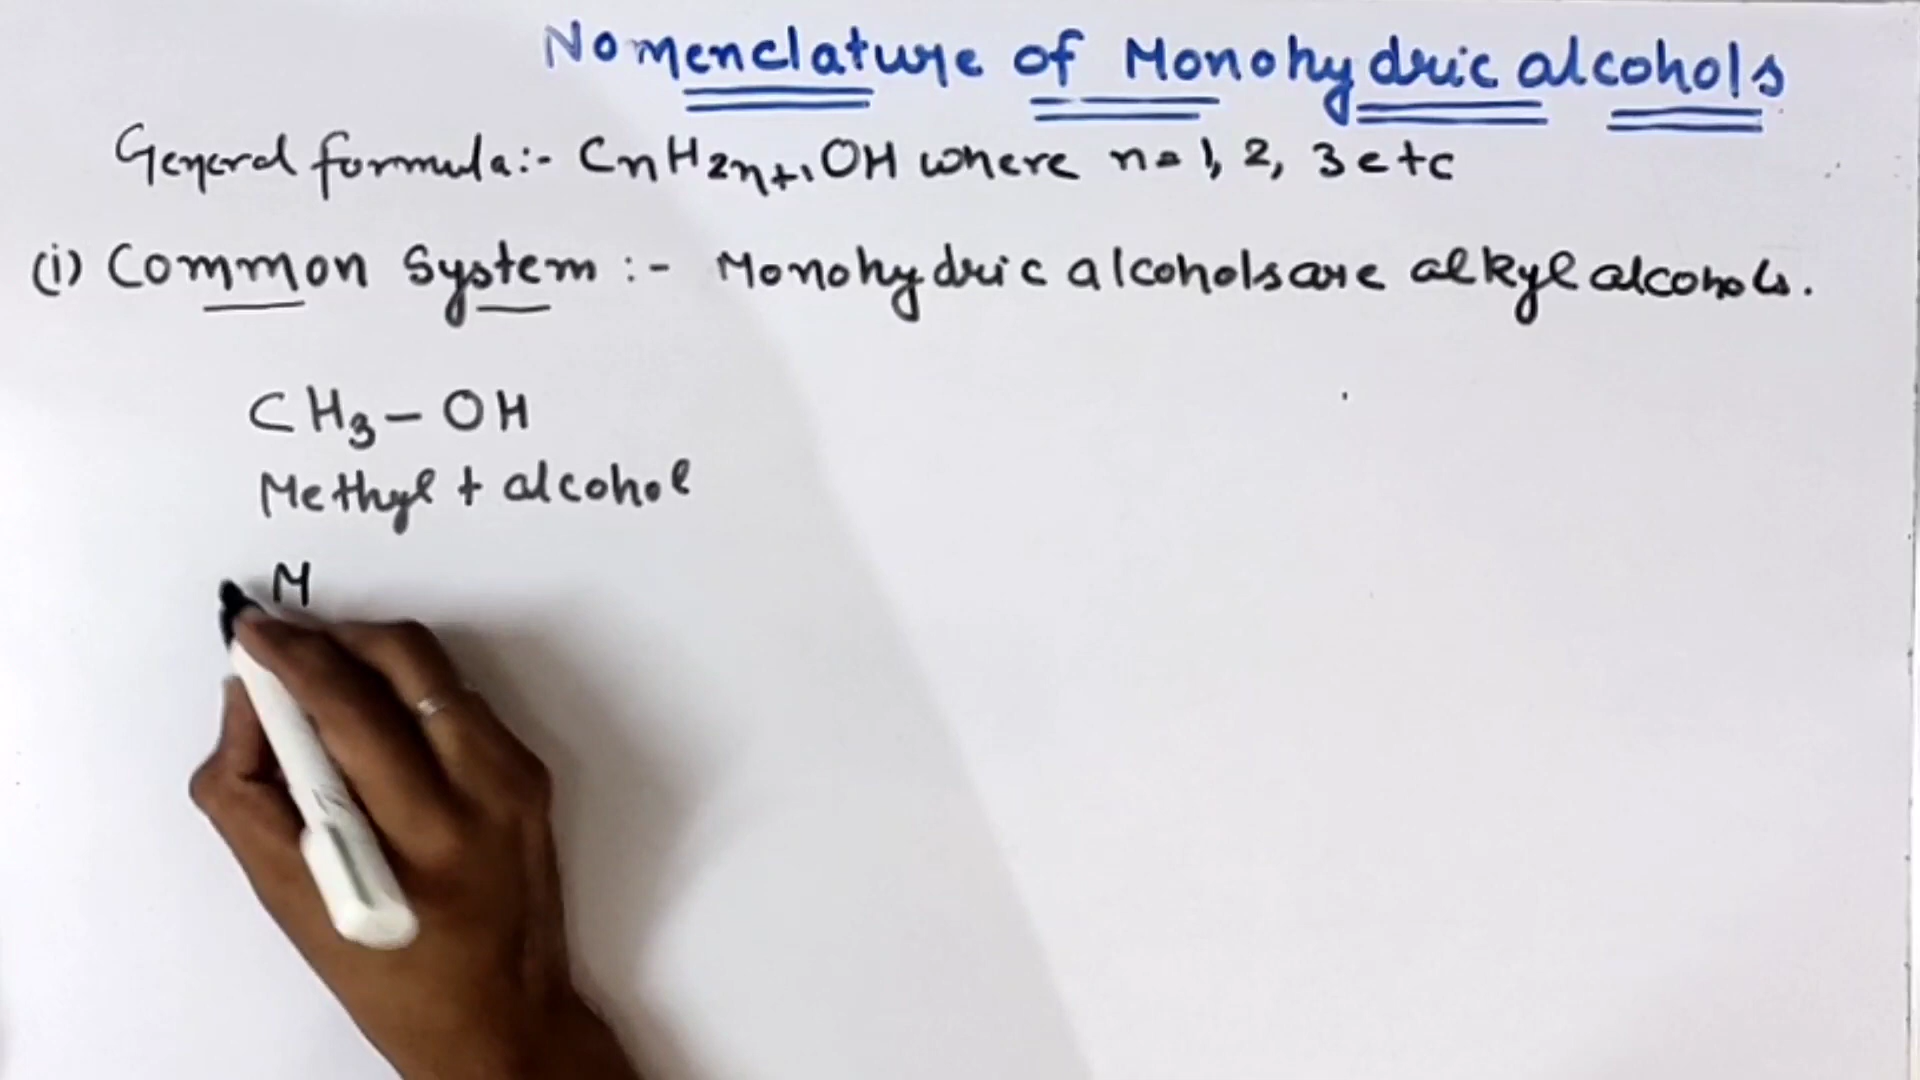 Nomenclature of Monohydric alcohols
General formula:- CnH2n+1OH where n=1, 2, 3 etc
(i) Common System :- Monohydric alcohols are alkyl alcohols.
CH3-OH
Methyl + alcohol
M